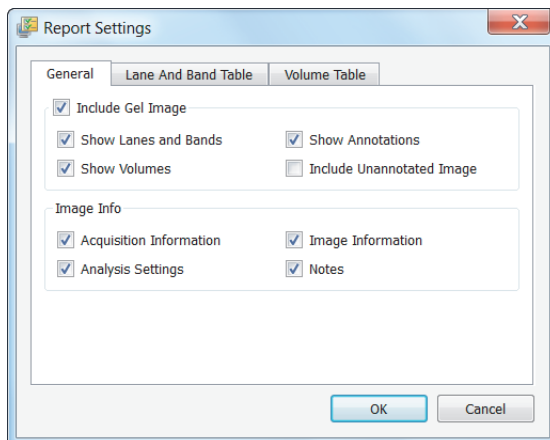 Report Settings
General Lane And Band Table Volume Table
Include Gel Image
Show Lanes and Bands Show Annotations
Show Volumes Include Unannotated Image
Image Info
Acquisition Information Image Information
Analysis Settings Notes
OK Cancel